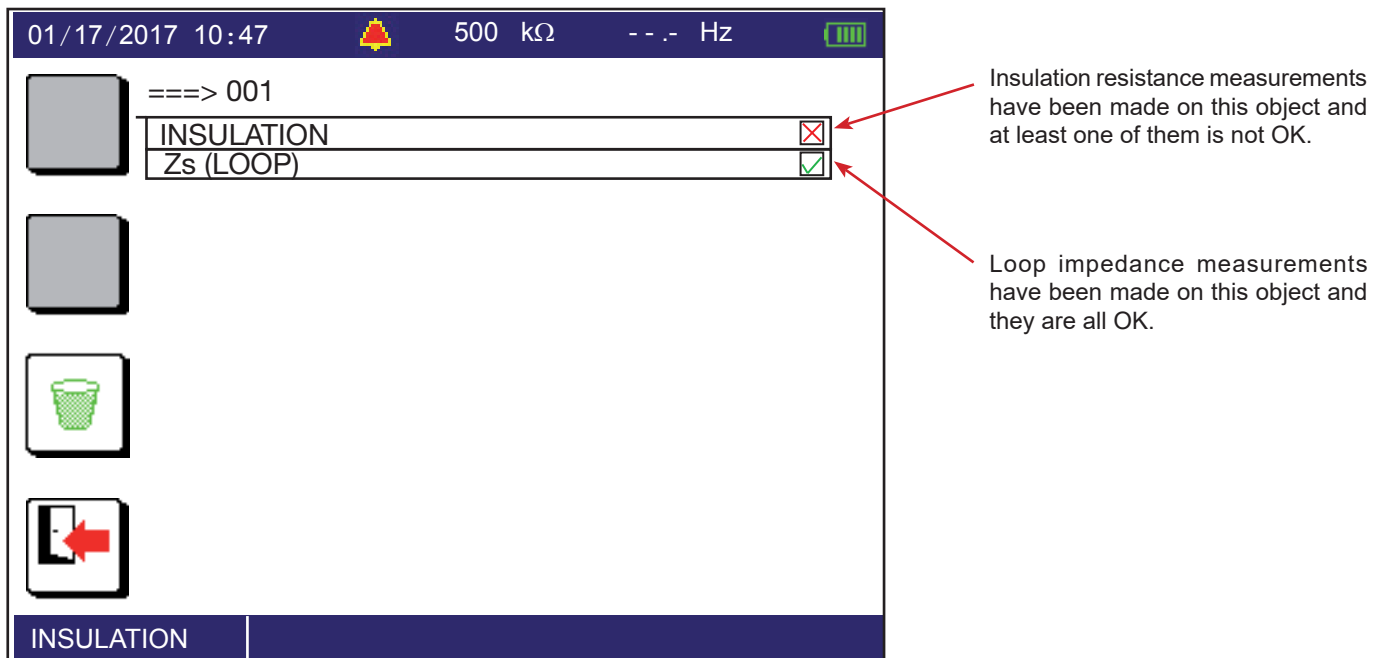 01/17/2017 10:47 500 kΩ - - .- Hz
===> 001
INSULATION
Zs (LOOP)
INSULATION
Insulation resistance measurements
have been made on this object and
at least one of them is not OK.
Loop impedance measurements
have been made on this object and
they are all OK.